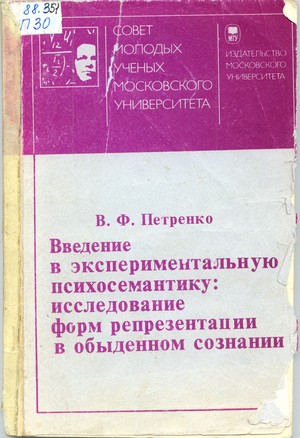 88.351
П30
СОВЕТ
МОЛОДЫХ
УЧЕНЫХ
МОСКОВСКОГО
УНИВЕРСИТЕТА
МГУ
ИЗДАТЕЛЬСТВО
МОСКОВСКОГО
УНИВЕРСИТЕТА
В. Ф. Петренко
Введение
в экспериментальную
психосемантику:
исследование
форм репрезентации
в обыденном сознании